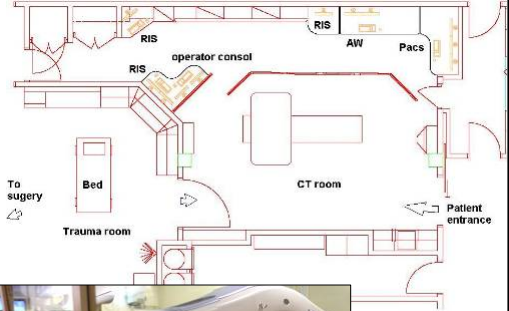 RIS
RIS
AW
Pacs
operator consol
RIS
To
sugery
Bed
CT room
Patient
entrance
Trauma room